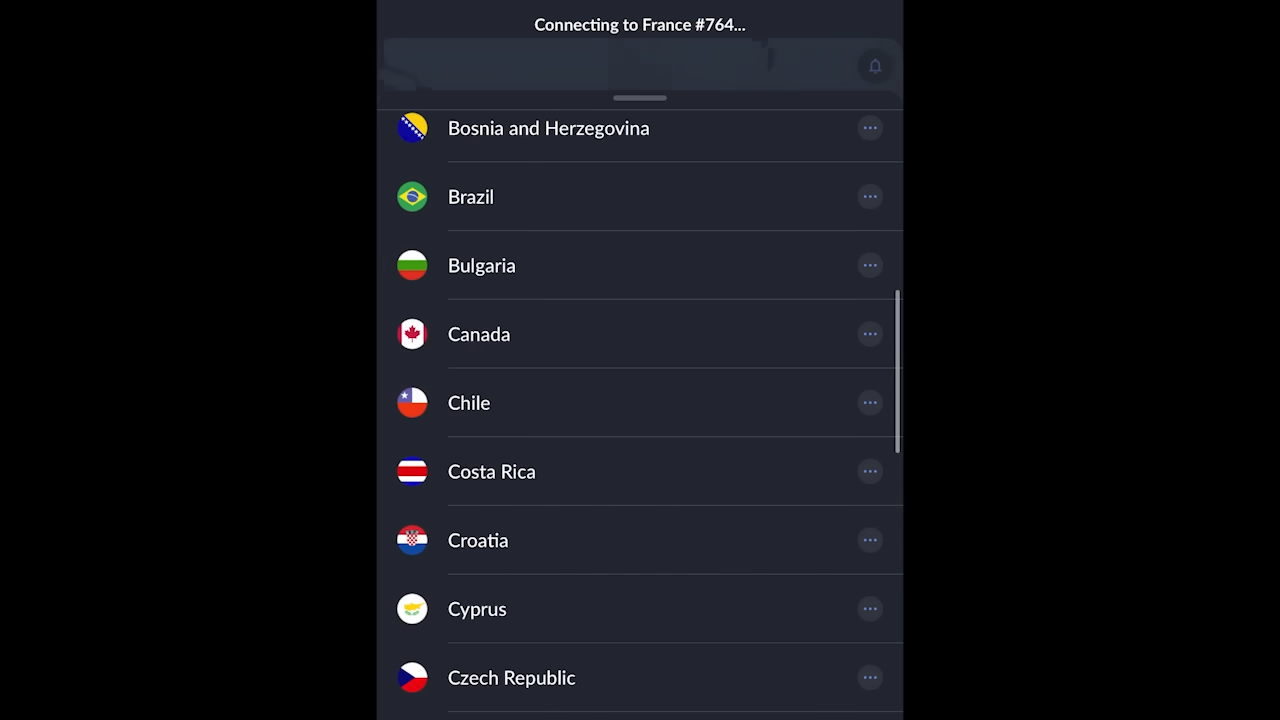 Connecting to France #764...
Bosnia and Herzegovina
Brazil
Bulgaria
Canada
Chile
Costa Rica
Croatia
Cyprus
Czech Republic